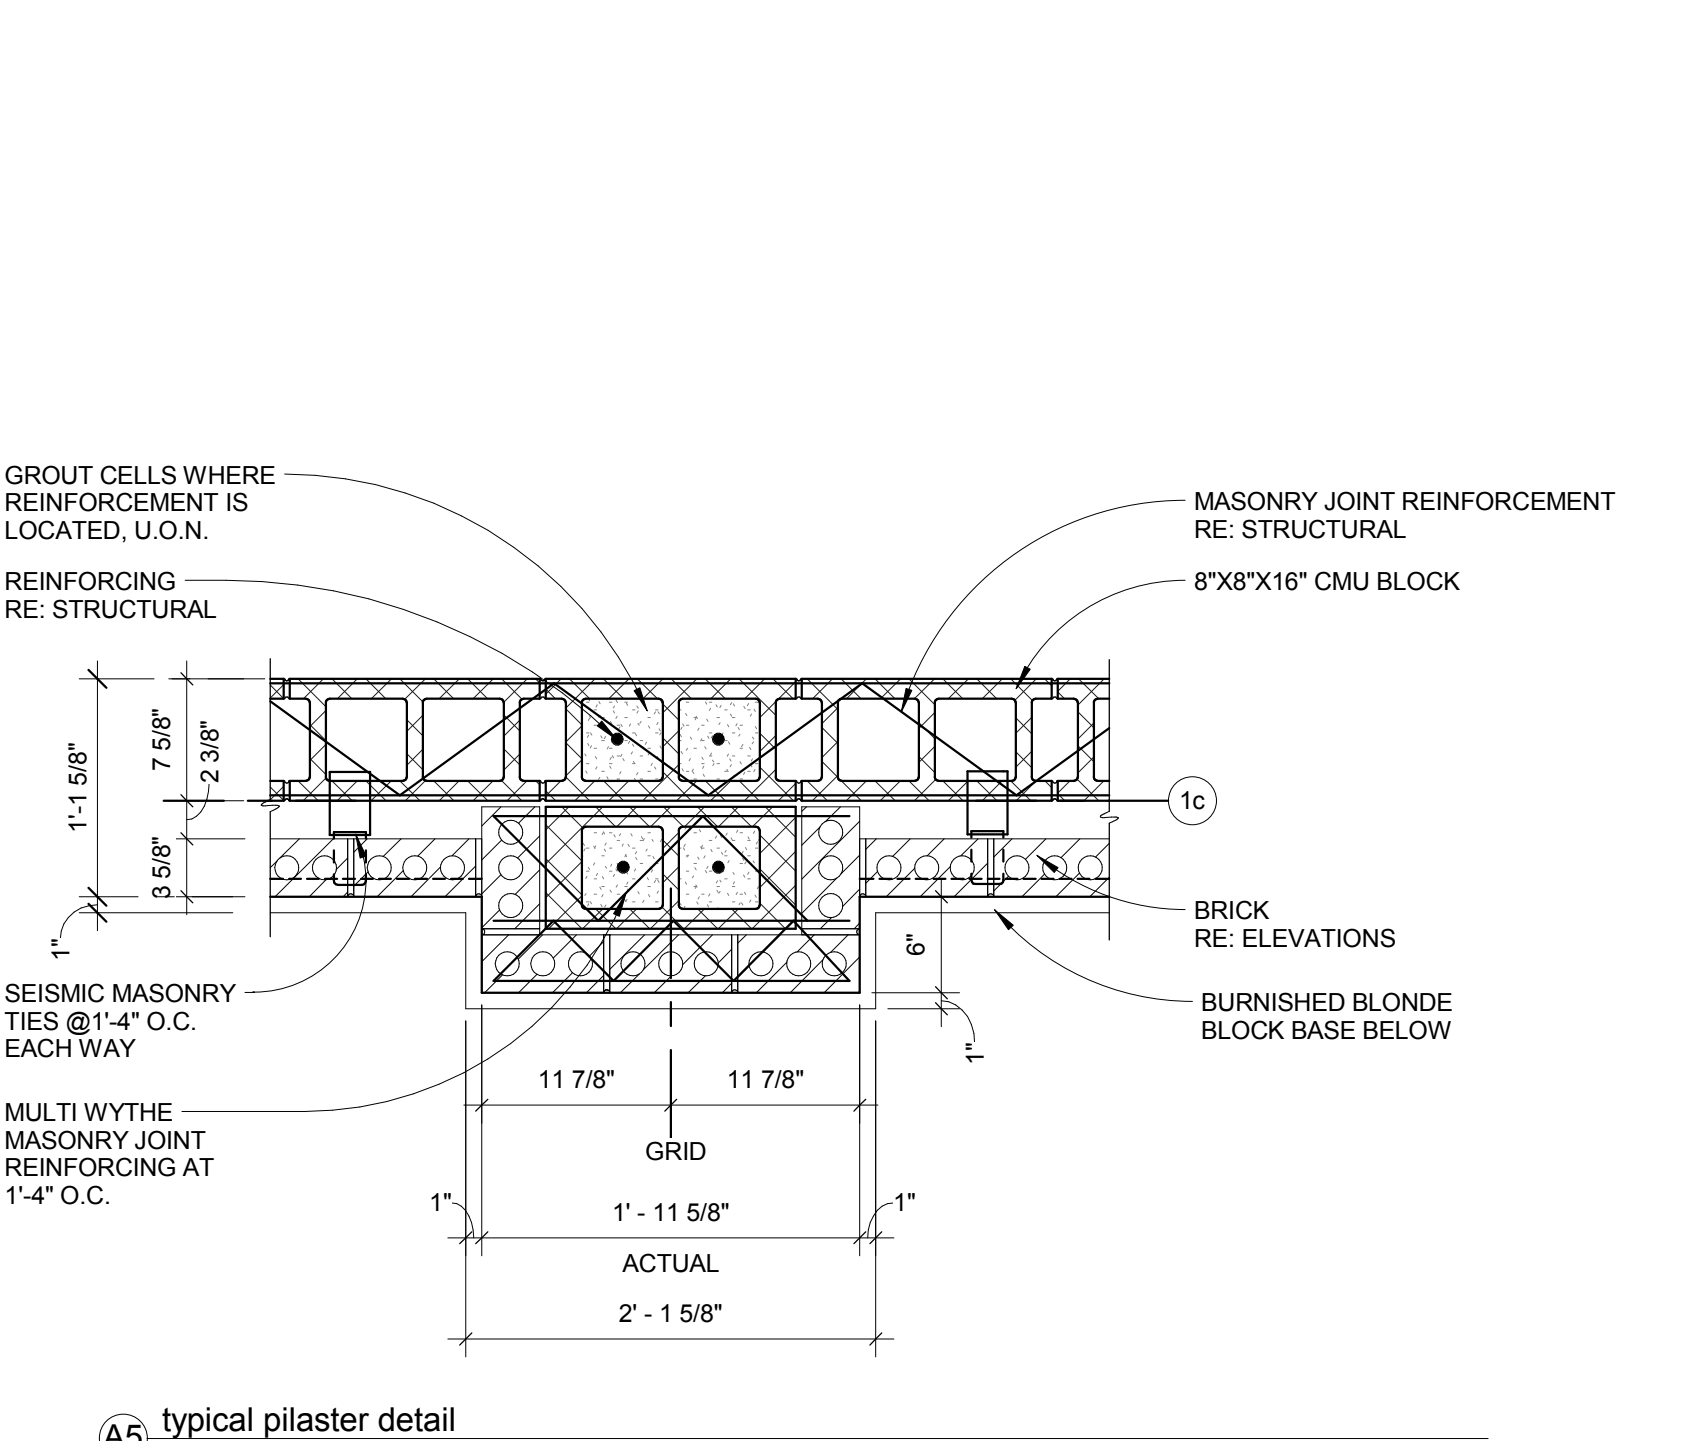 GROUT CELLS WHERE
REINFORCEMENT IS
LOCATED, U.O.N.
REINFORCING
RE: STRUCTURAL
MASONRY JOINT REINFORCEMENT
RE: STRUCTURAL
8"X8"X16" CMU BLOCK
1'-1 5/8"
7 5/8"
2 3/8"
3 5/8"
1"
1c
BRICK
RE: ELEVATIONS
BURNISHED BLONDE
BLOCK BASE BELOW
6"
1"
SEISMIC MASONRY
TIES @1'-4" O.C.
EACH WAY
MULTI WYTHE
MASONRY JOINT
REINFORCING AT
1'-4" O.C.
11 7/8"
11 7/8"
GRID
1"
1' - 11 5/8"
1"
ACTUAL
2' - 1 5/8"
A5
typical pilaster detail